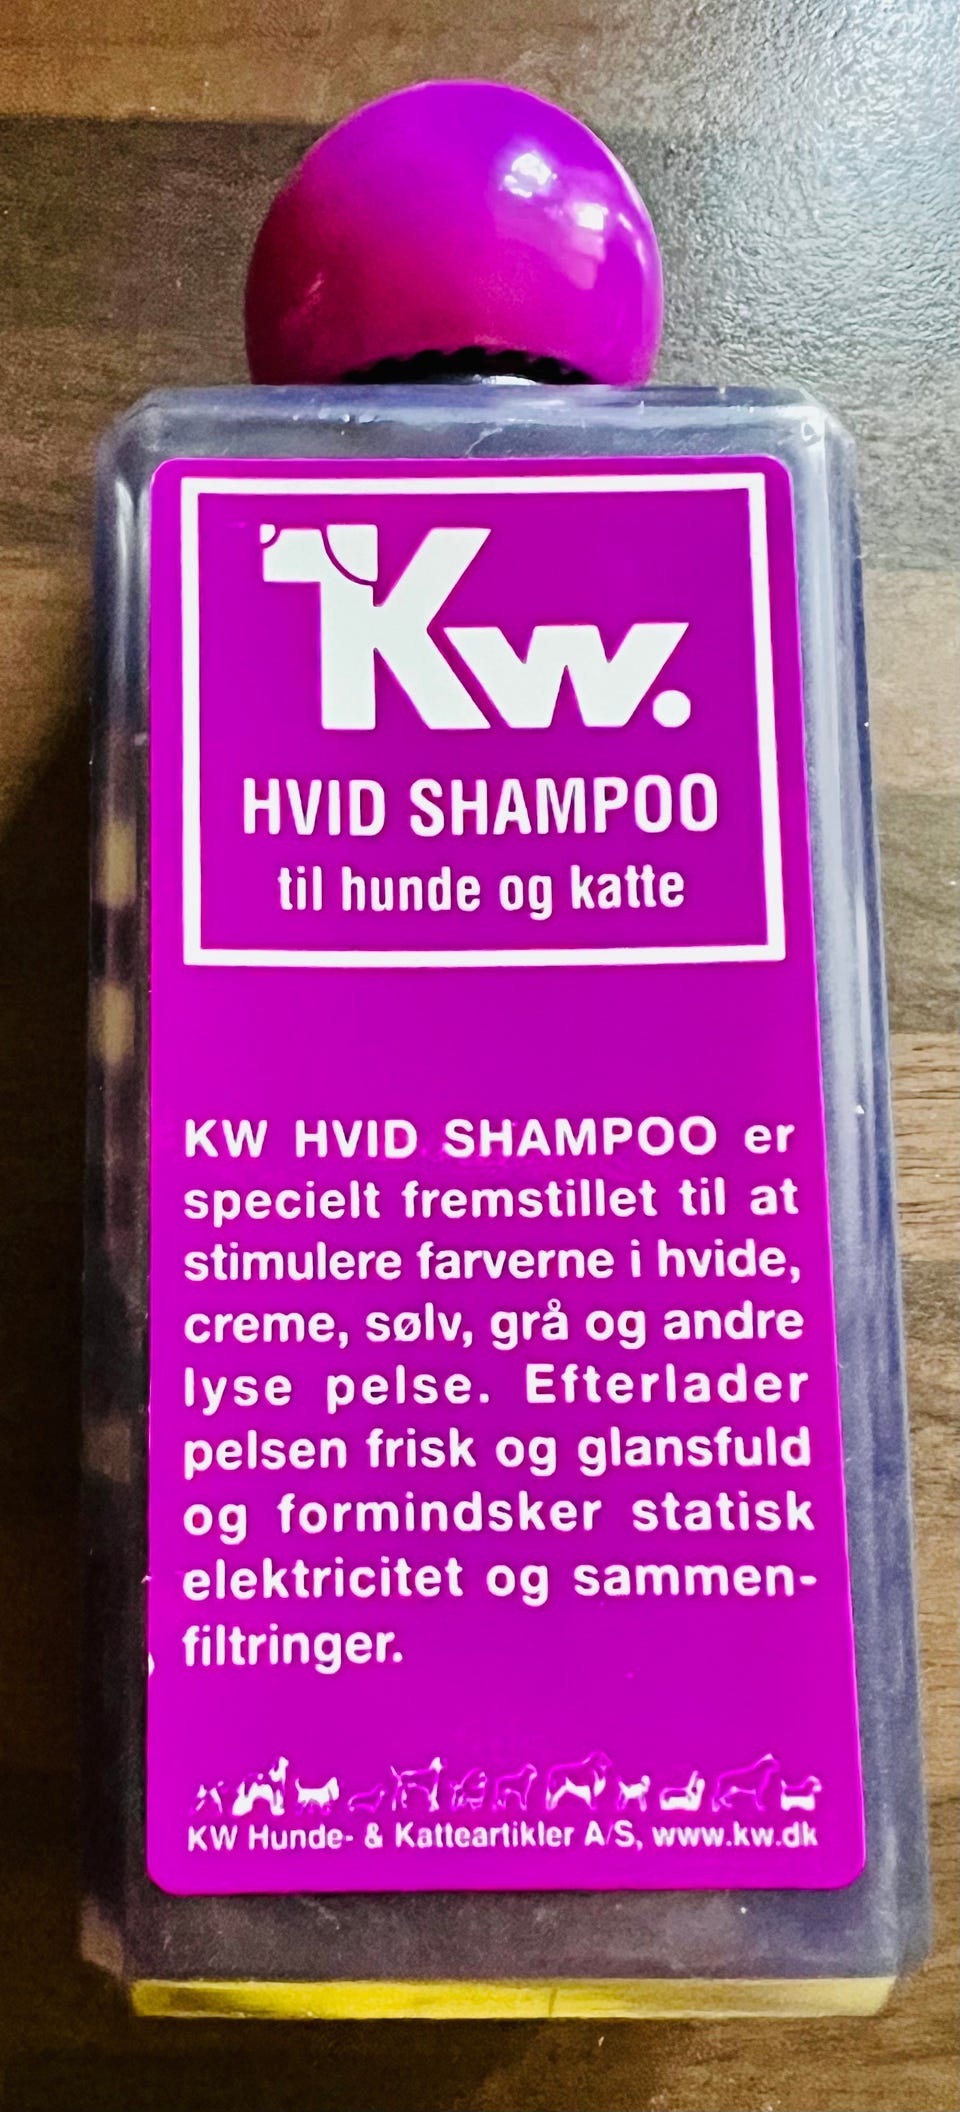 Kw.
HVID SHAMPOO
til hunde og katte
KW HVID SHAMPOO er
specielt fremstillet til at
stimulere farverne i hvide,
creme, sølv, grå og andre
lyse pelse. Efterlader
pelsen frisk og glansfuld
og formindsker statisk
elektricitet og sammen-
filtringer.
KW Hunde- & Katteartikler A/S, www.kw.dk